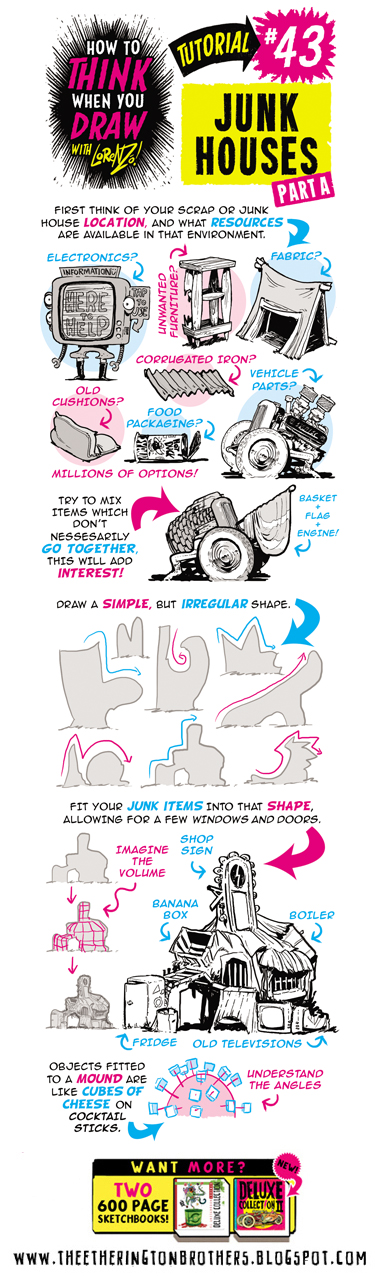 HOW TO
THINK
WHEN YOU
DRAW
WITH LORENZO!
TUTORIAL
#43
JUNK
HOUSES
PART A
FIRST THINK OF YOUR SCRAP OR JUNK
HOUSE LOCATION, AND WHAT RESOURCES
ARE AVAILABLE IN THAT ENVIRONMENT.
ELECTRONICS?
INFORMATION
HERE
TO
HELP
UNWANTED
FURNITURE?
FABRIC?
CORRUGATED IRON?
VEHICLE
PARTS?
OLD
CUSHIONS?
FOOD
PACKAGING?
MILLIONS OF OPTIONS!
TRY TO MIX
ITEMS WHICH
DON'T
NESSESARILY
GO TOGETHER,
THIS WILL ADD
INTEREST!
BASKET
+
FLAG
+
ENGINE!
DRAW A SIMPLE, BUT IRREGULAR SHAPE.
FIT YOUR JUNK ITEMS INTO THAT SHAPE,
ALLOWING FOR A FEW WINDOWS AND DOORS.
IMAGINE
THE
VOLUME
SHOP
SIGN
BANANA
BOX
BOILER
FRIDGE
OLD TELEVISIONS
OBJECTS FITTED
TO A MOUND ARE
LIKE CUBES OF
CHEESE ON
COCKTAIL
STICKS.
UNDERSTAND
THE ANGLES
WANT MORE?
NEW!
TWO
600 PAGE
SKETCHBOOKS!
DELUXE COLLECTION
DELUXE
COLLECTION II
WWW.THEETHERINGTONBROTHERS.BLOGSPOT.COM